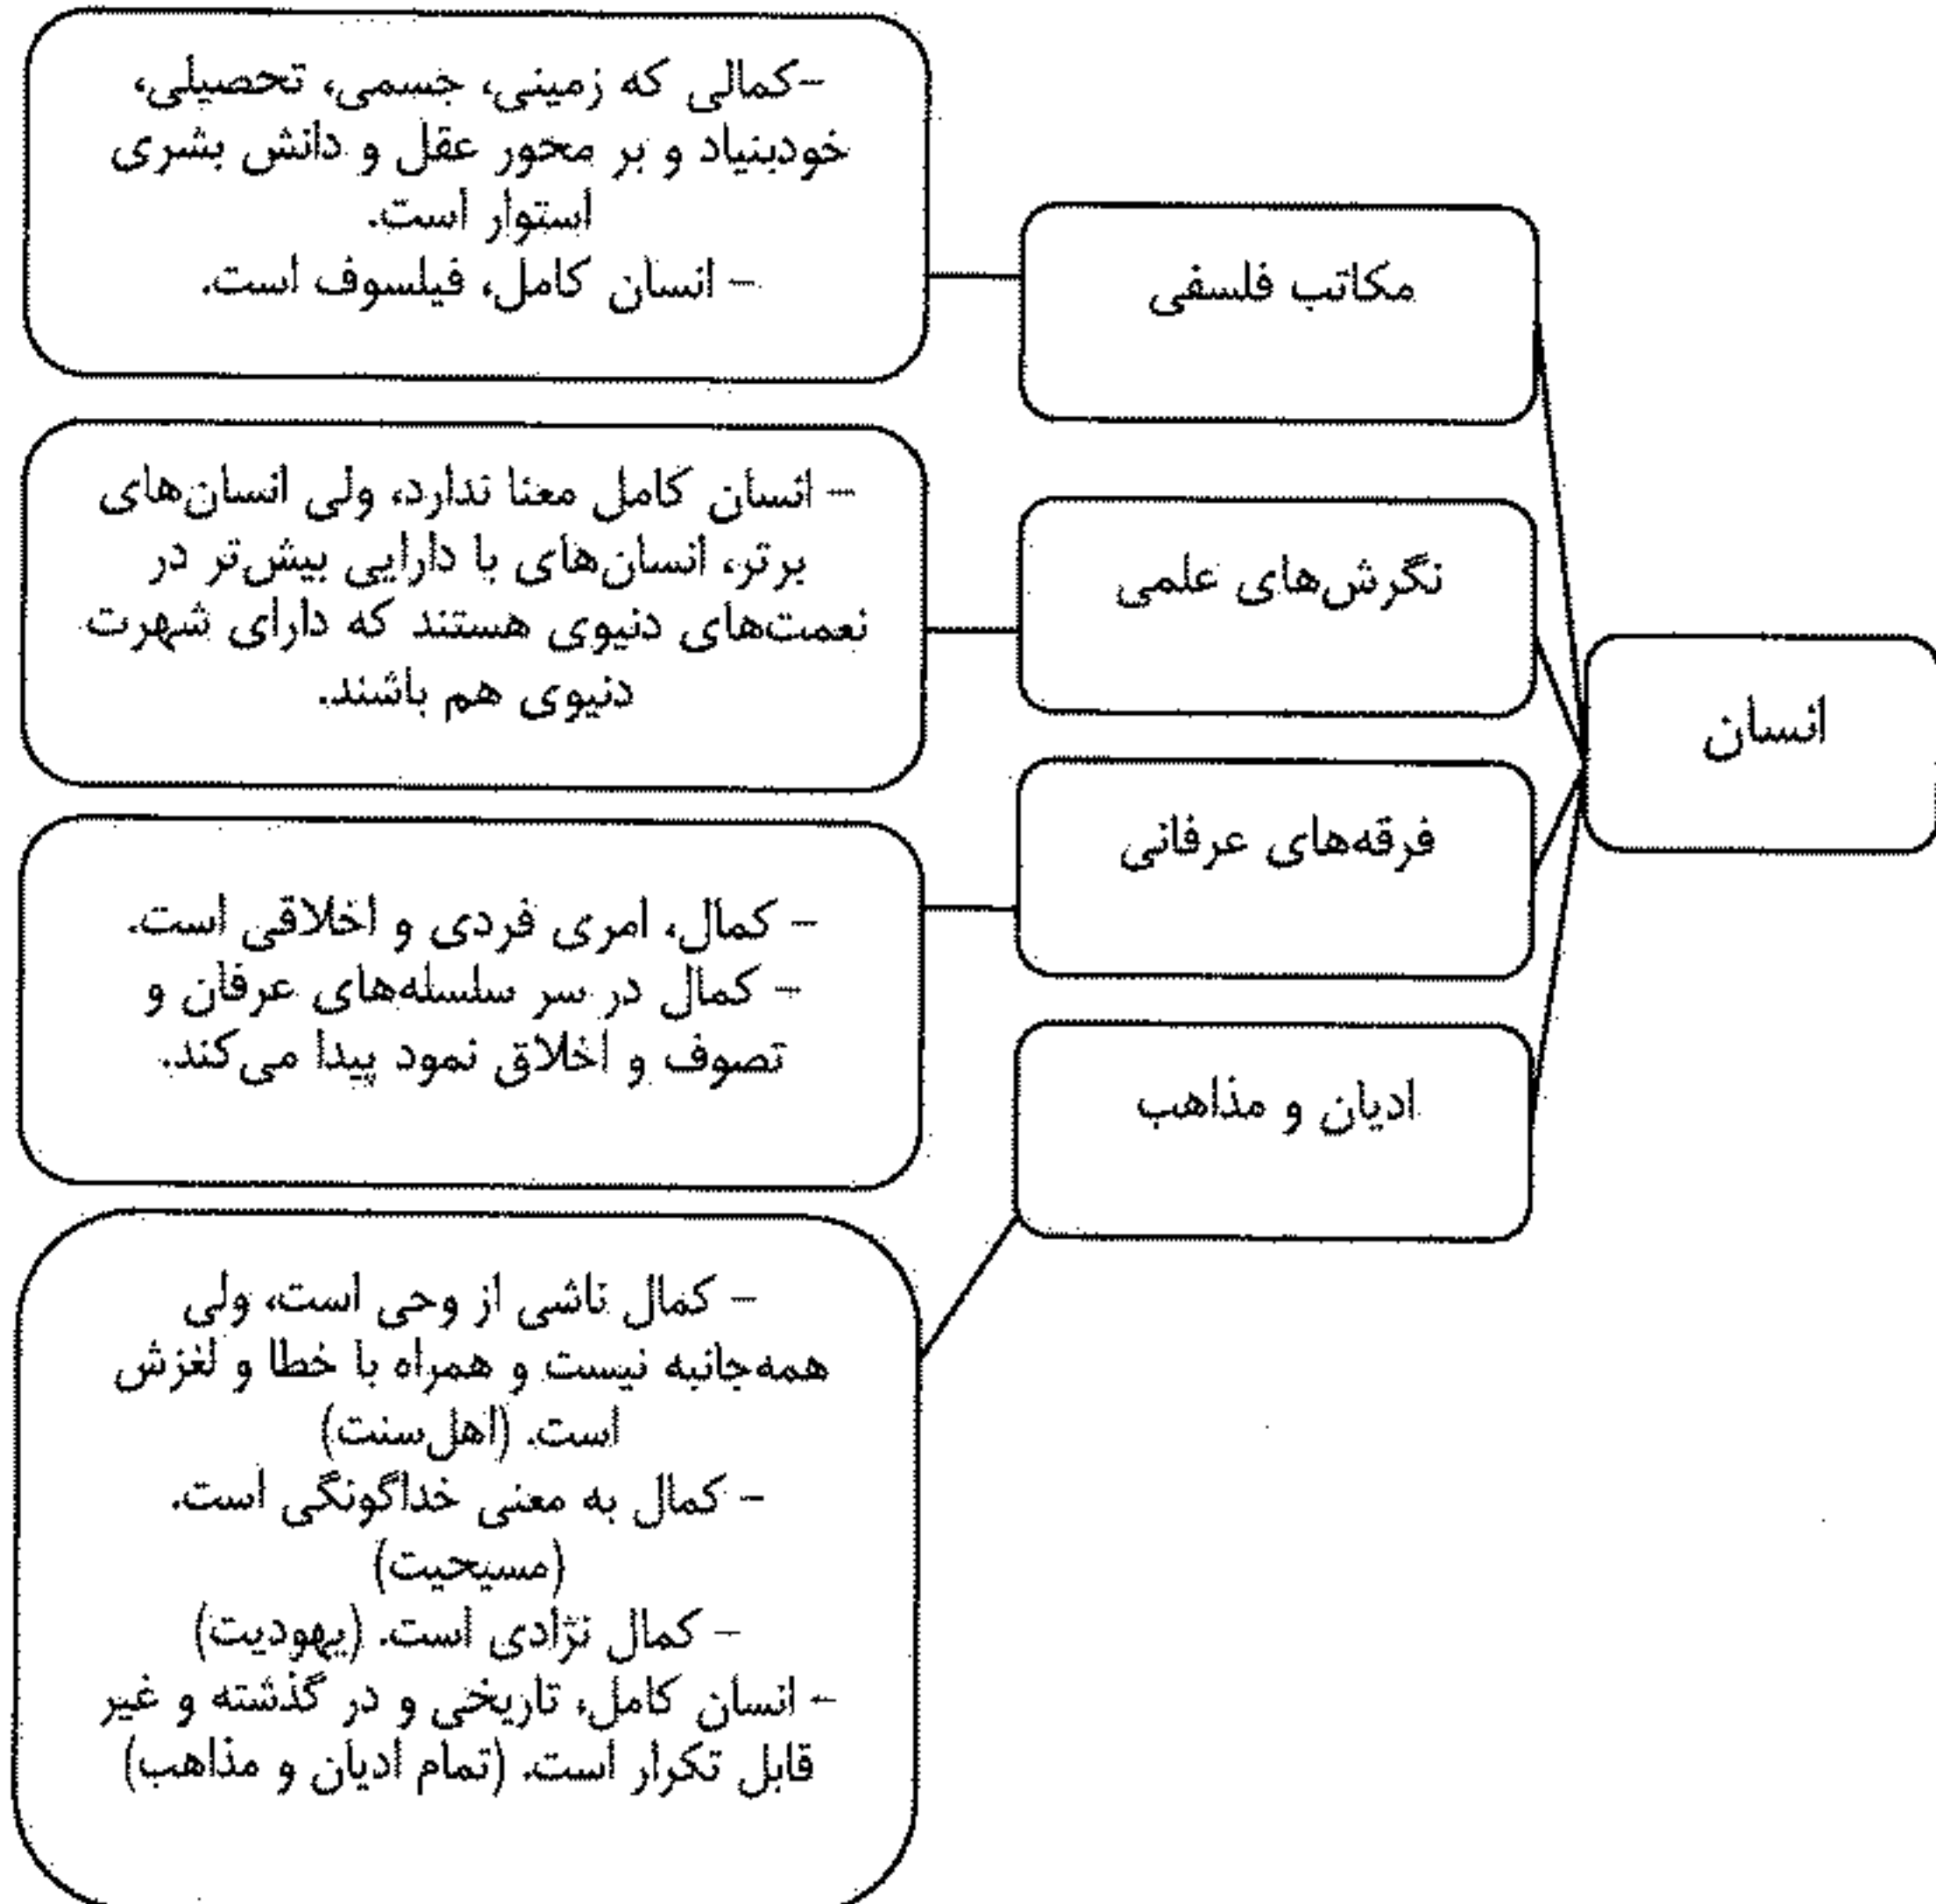 انسان
مکاتب فلسفی
-کمالی که زمینی، جسمی، تحصیلی،
خودبنیاد و بر محور عقل و دانش بشری
استوار است.
- انسان کامل، فیلسوف است.
نگرش‌های علمی
- انسان کامل معنا ندارد، ولی انسان‌های
برتر، انسان‌های با دارایی بیش‌تر در
نعمت‌های دنیوی هستند که دارای شهرت
دنیوی هم باشند.
فرقه‌های عرفانی
- کمال، امری فردی و اخلاقی است.
- کمال در سر سلسله‌های عرفان و
تصوف و اخلاق نمود پیدا می‌کند.
ادیان و مذاهب
- کمال ناشی از وحی است، ولی
همه‌جانبه نیست و همراه با خطا و لغزش
است. (اهل‌سنت)
- کمال به معنی خداگونگی است.
(مسیحیت)
- کمال نژادی است. (یهودیت)
- انسان کامل، تاریخی و در گذشته و غیر
قابل تکرار است. (تمام ادیان و مذاهب)